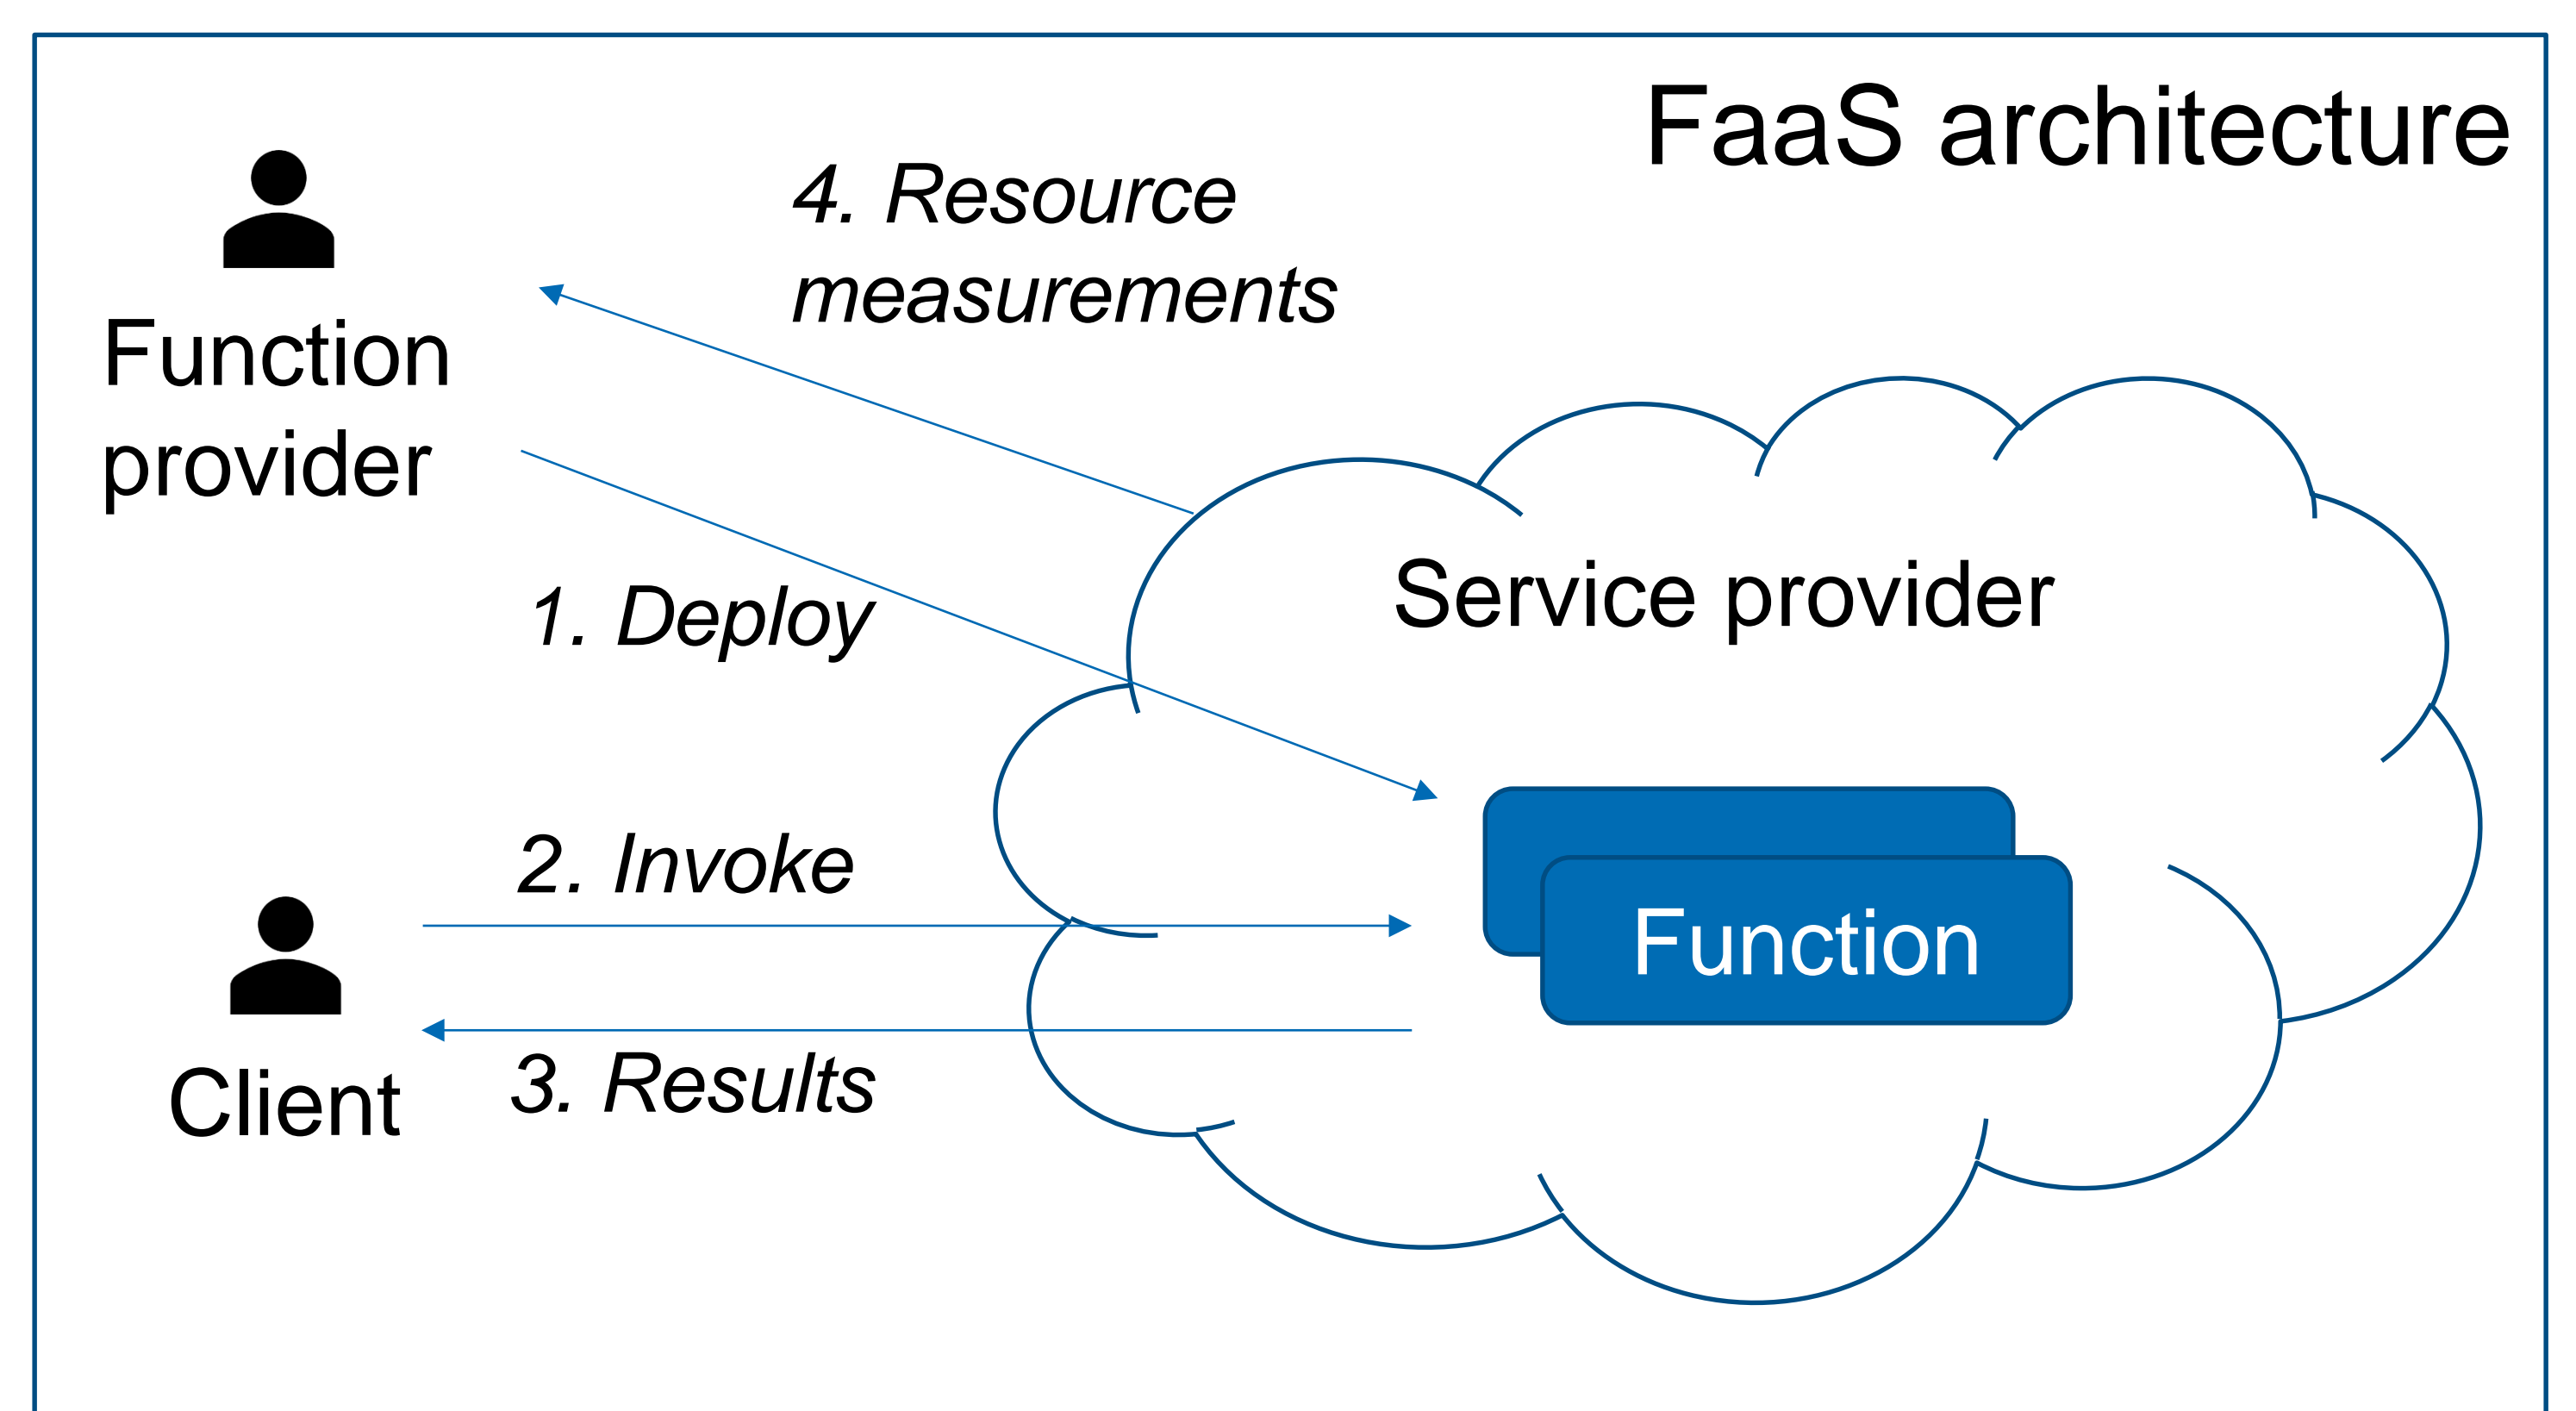 FaaS architecture
4. Resource
measurements
Function
provider
Service provider
1. Deploy
2. Invoke
Function
3. Results
Client